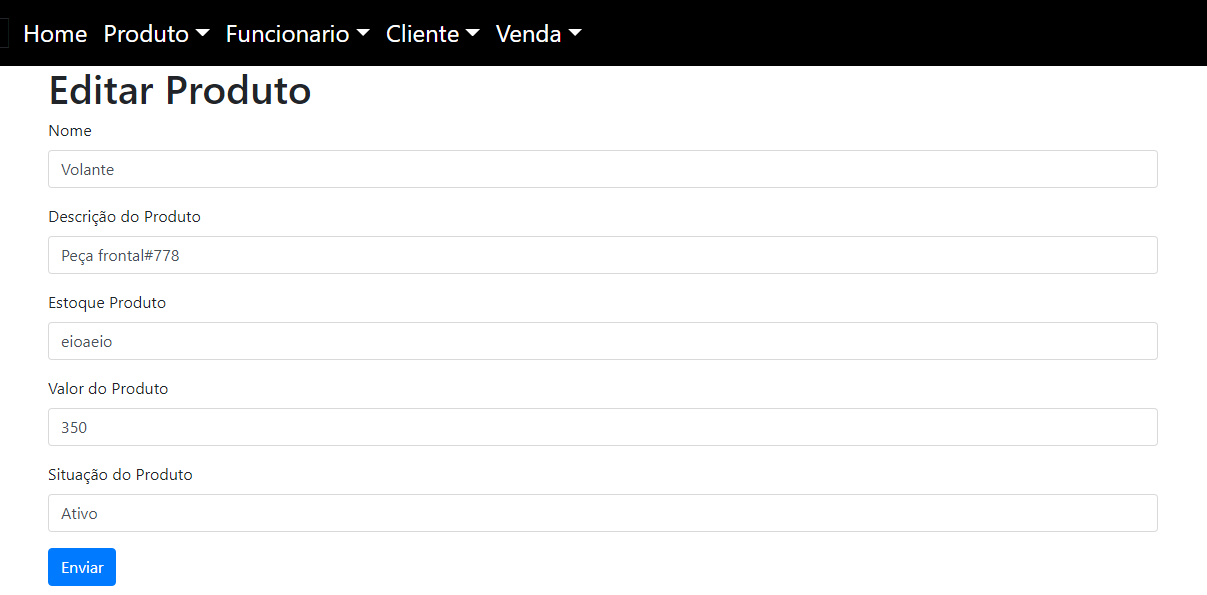 Home Produto Funcionario Cliente Venda
Editar Produto
Nome
Volante
Descrição do Produto
Peça frontal#778
Estoque Produto
eioaeio
Valor do Produto
350
Situação do Produto
Ativo
Enviar